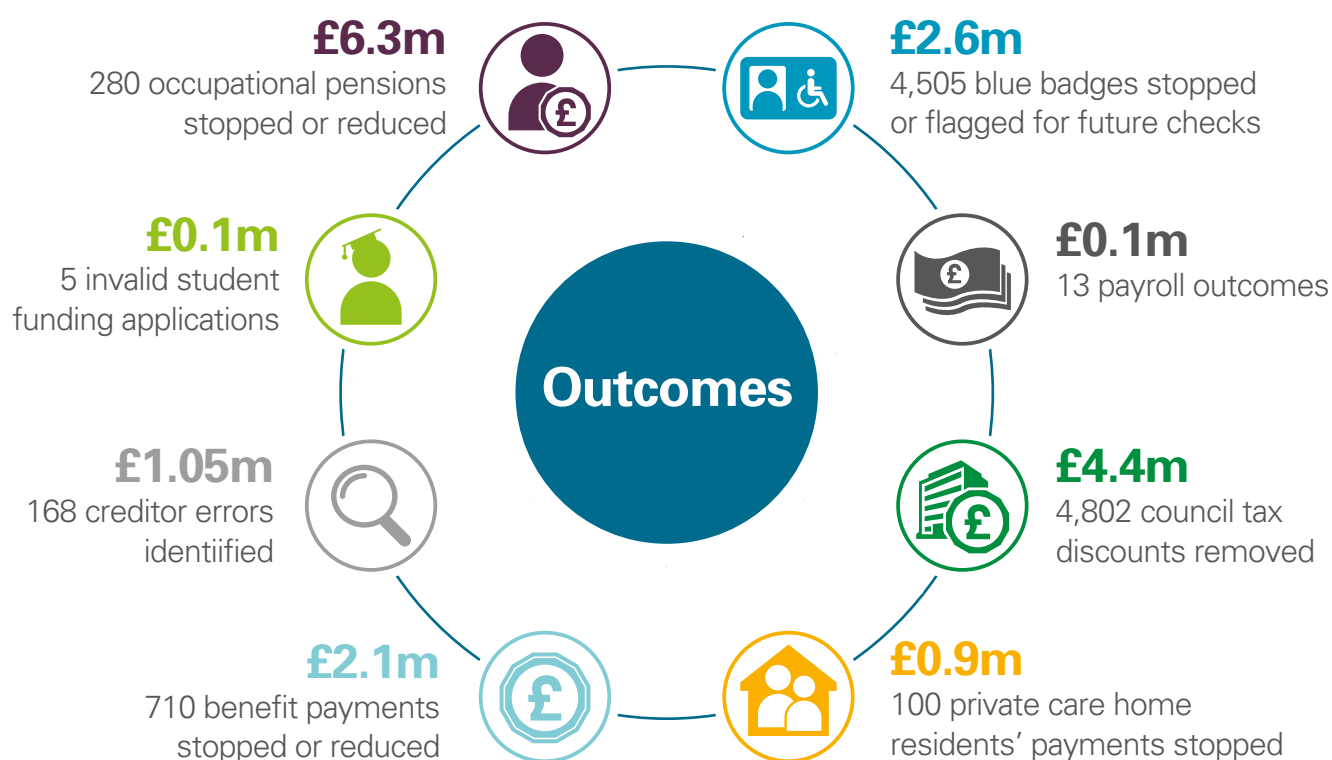 £6.3m
280 occupational pensions
stopped or reduced
£2.6m
4,505 blue badges stopped
or flagged for future checks
£0.1m
5 invalid student
funding applications
£0.1m
13 payroll outcomes
Outcomes
£1.05m
168 creditor errors
identiified
£4.4m
4,802 council tax
discounts removed
£2.1m
710 benefit payments
stopped or reduced
£0.9m
100 private care home
residents’ payments stopped